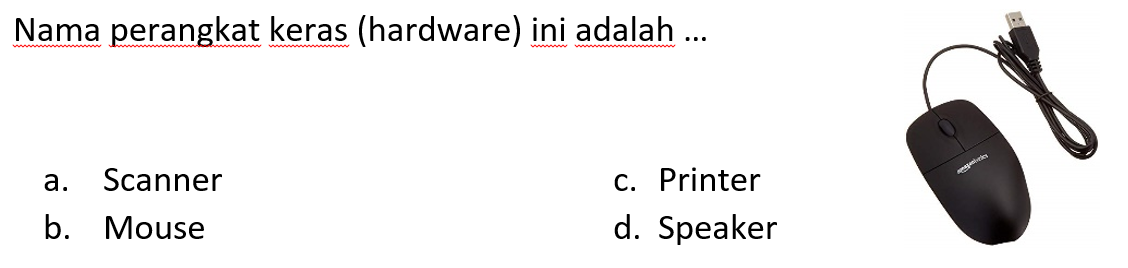 Nama perangkat keras (hardware) ini adalah ...
a. Scanner
b. Mouse
c. Printer
d. Speaker
amazonbasics